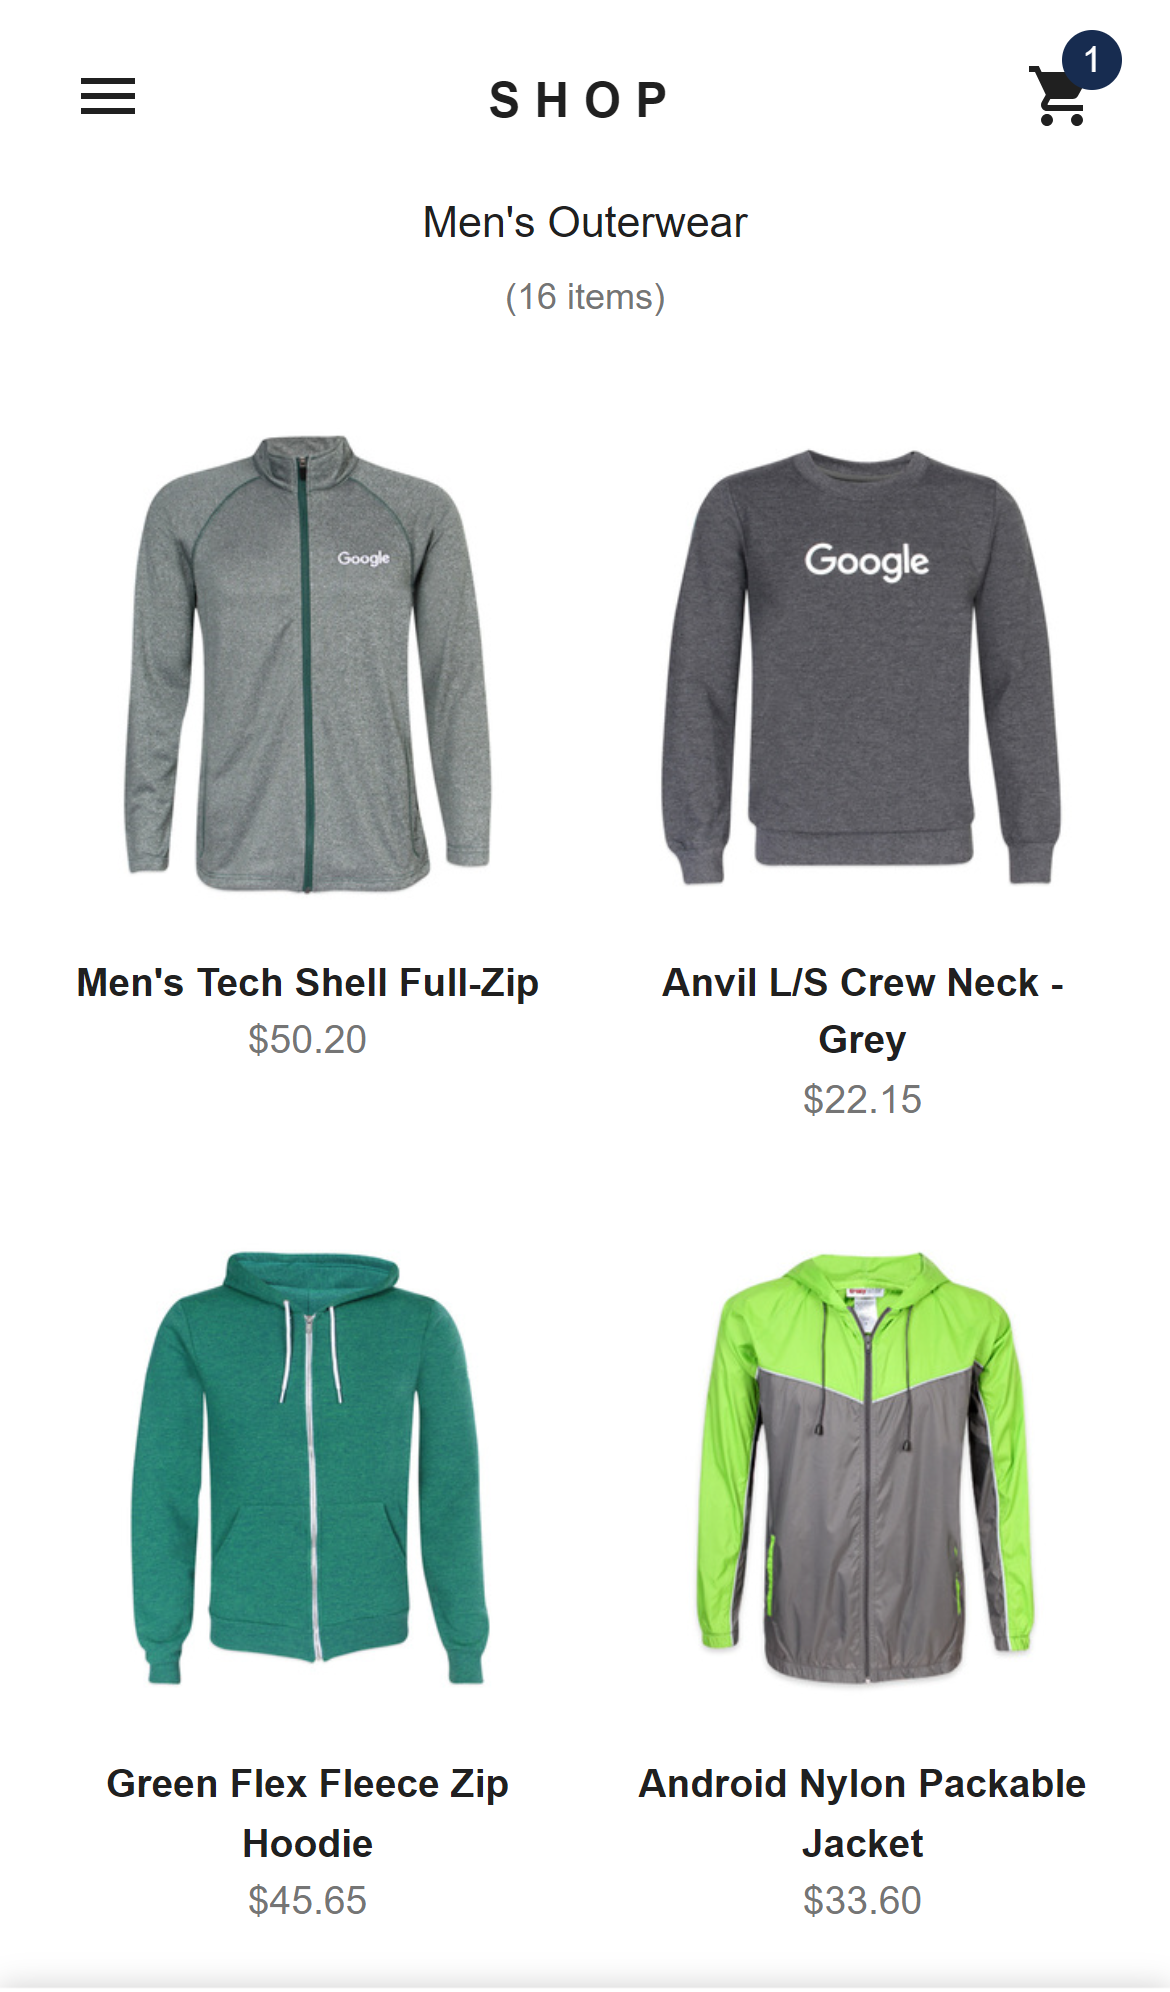 SHOP
1
Men's Outerwear
(16 items)
Google
Google
Men's Tech Shell Full-Zip
$50.20
Anvil L/S Crew Neck -
Grey
$22.15
Green Flex Fleece Zip
Hoodie
$45.65
Android Nylon Packable
Jacket
$33.60